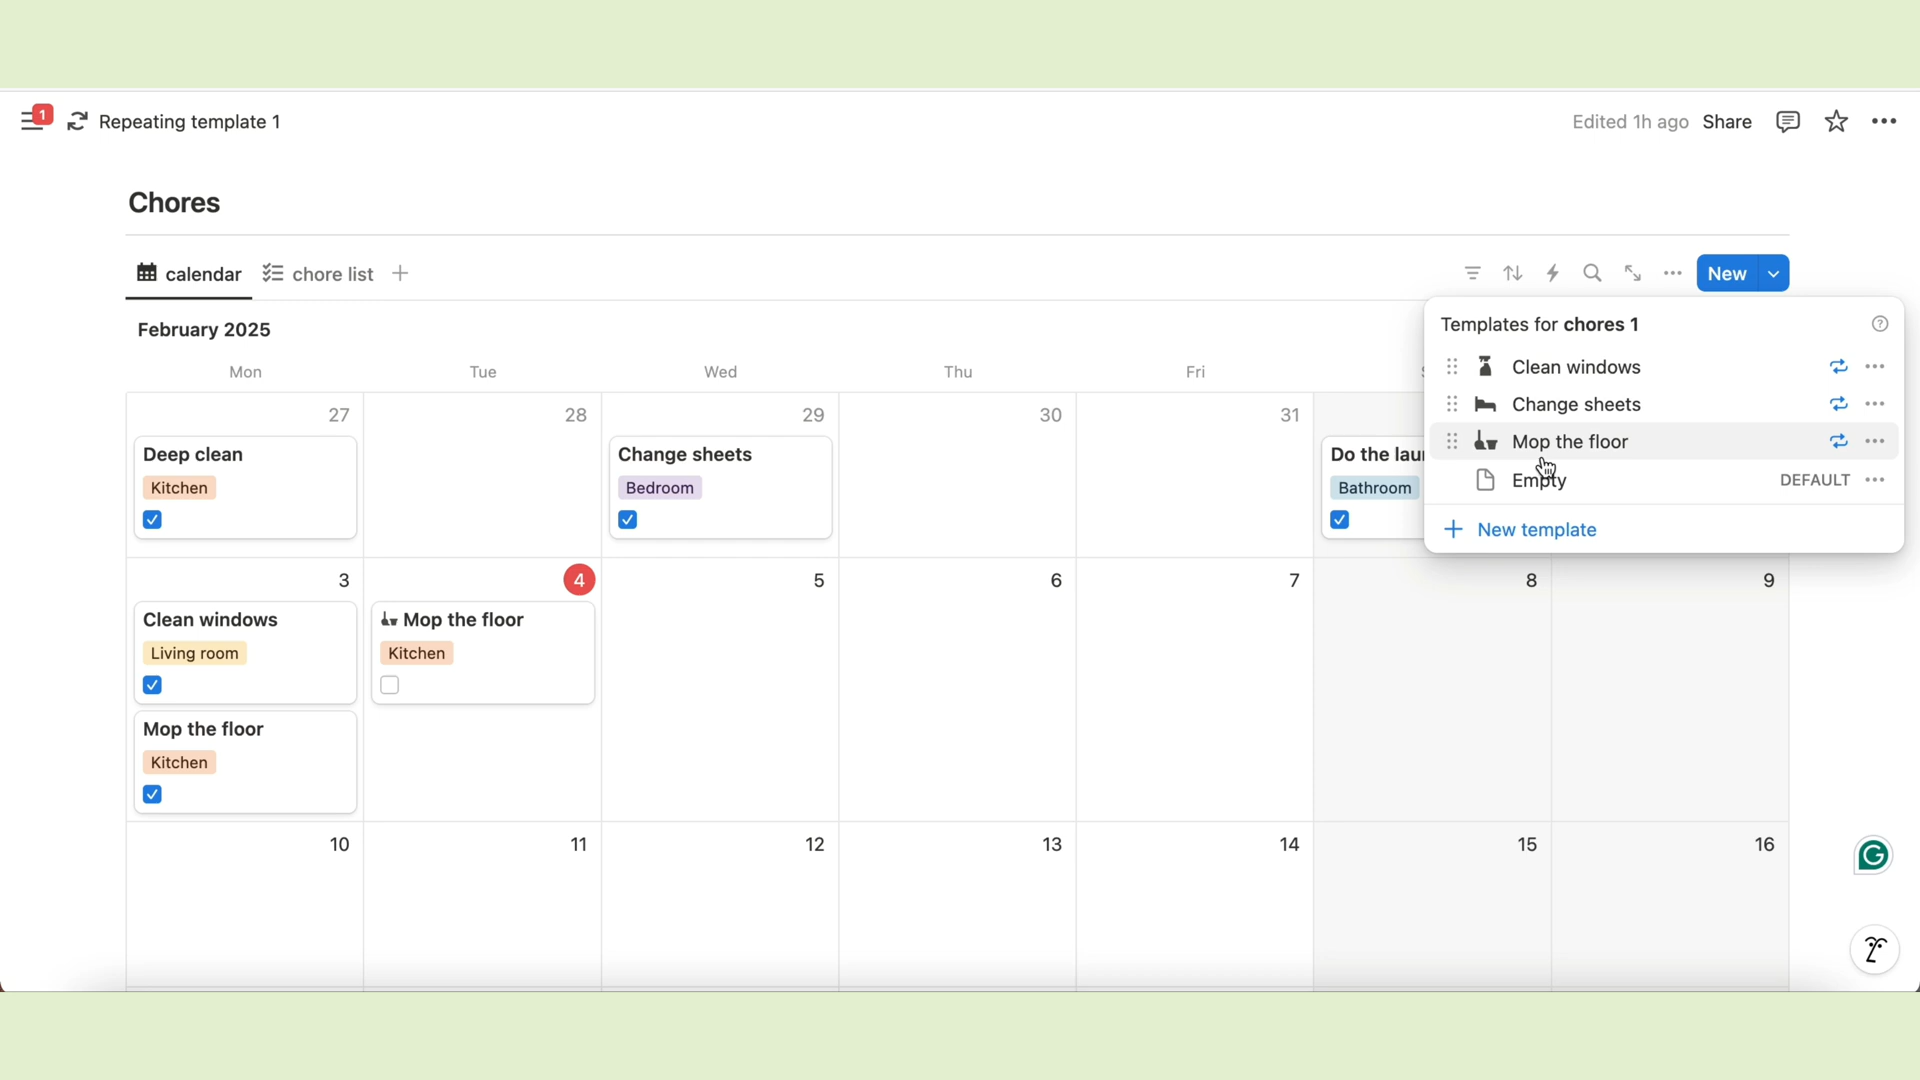 1
Repeating template 1
Edited 1h ago Share
Chores
calendar chore list
New
February 2025
Templates for chores 1
Clean windows
Change sheets
Mop the floor
Empty DEFAULT
New template
Mon Tue Wed Thu Fri
27 28 29 30 31
Deep clean
Kitchen
Change sheets
Bedroom
Do the lau
Bathroom
3 4 5 6 7 8 9
Clean windows
Living room
Mop the floor
Kitchen
Mop the floor
Kitchen
10 11 12 13 14 15 16